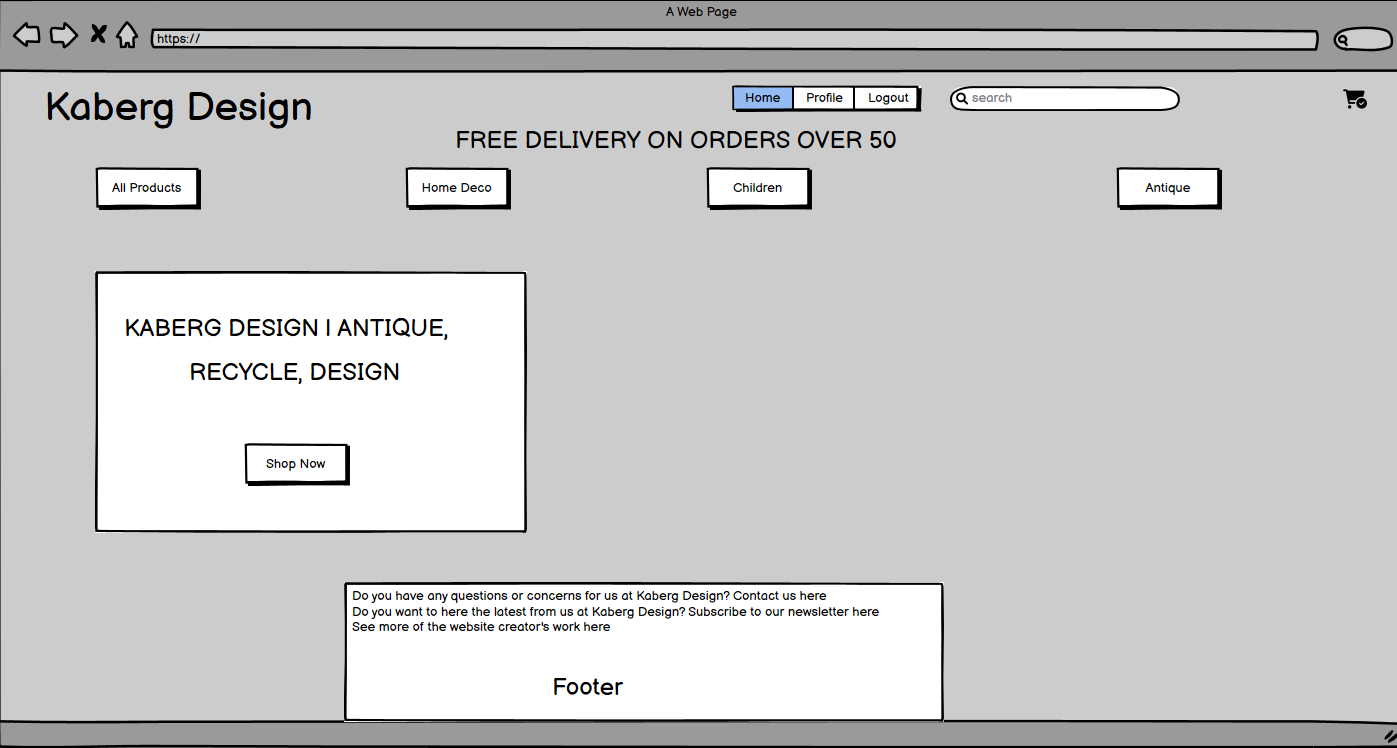 A Web Page
https://
Kaberg Design
Home Profile Logout
search
FREE DELIVERY ON ORDERS OVER 50
All Products
Home Deco
Children
Antique
KABERG DESIGN | ANTIQUE,
RECYCLE, DESIGN
Shop Now
Do you have any questions or concerns for us at Kaberg Design? Contact us here
Do you want to here the latest from us at Kaberg Design? Subscribe to our newsletter here
See more of the website creator's work here
Footer